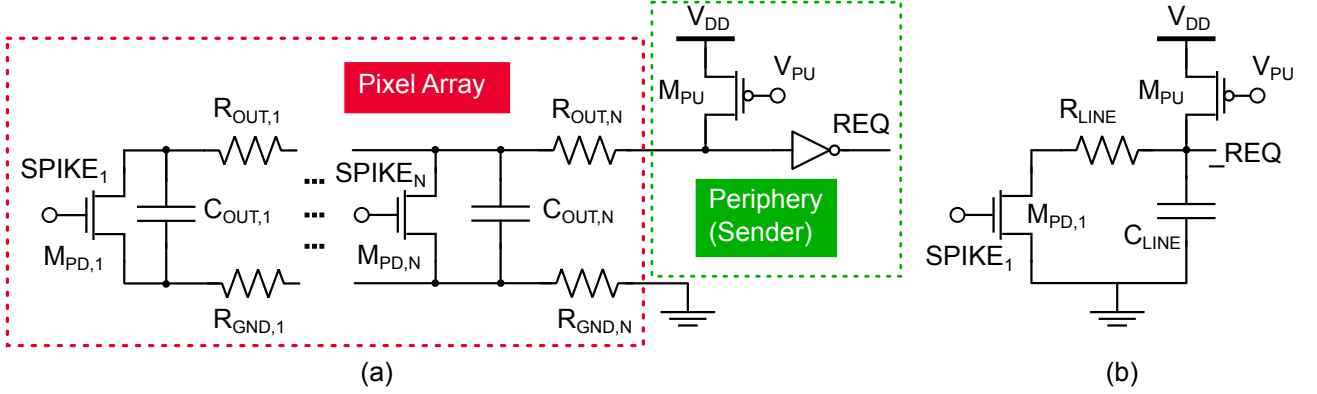 V_DD
V_DD
Pixel Array
V_PU
V_PU
M_PU
M_PU
R_OUT,1
R_OUT,N
REQ
R_LINE
_REQ
SPIKE_1
...
SPIKE_N
C_OUT,1
...
C_OUT,N
Periphery
(Sender)
M_PD,1
C_LINE
M_PD,1
...
M_PD,N
SPIKE_1
R_GND,1
R_GND,N
(a)
(b)